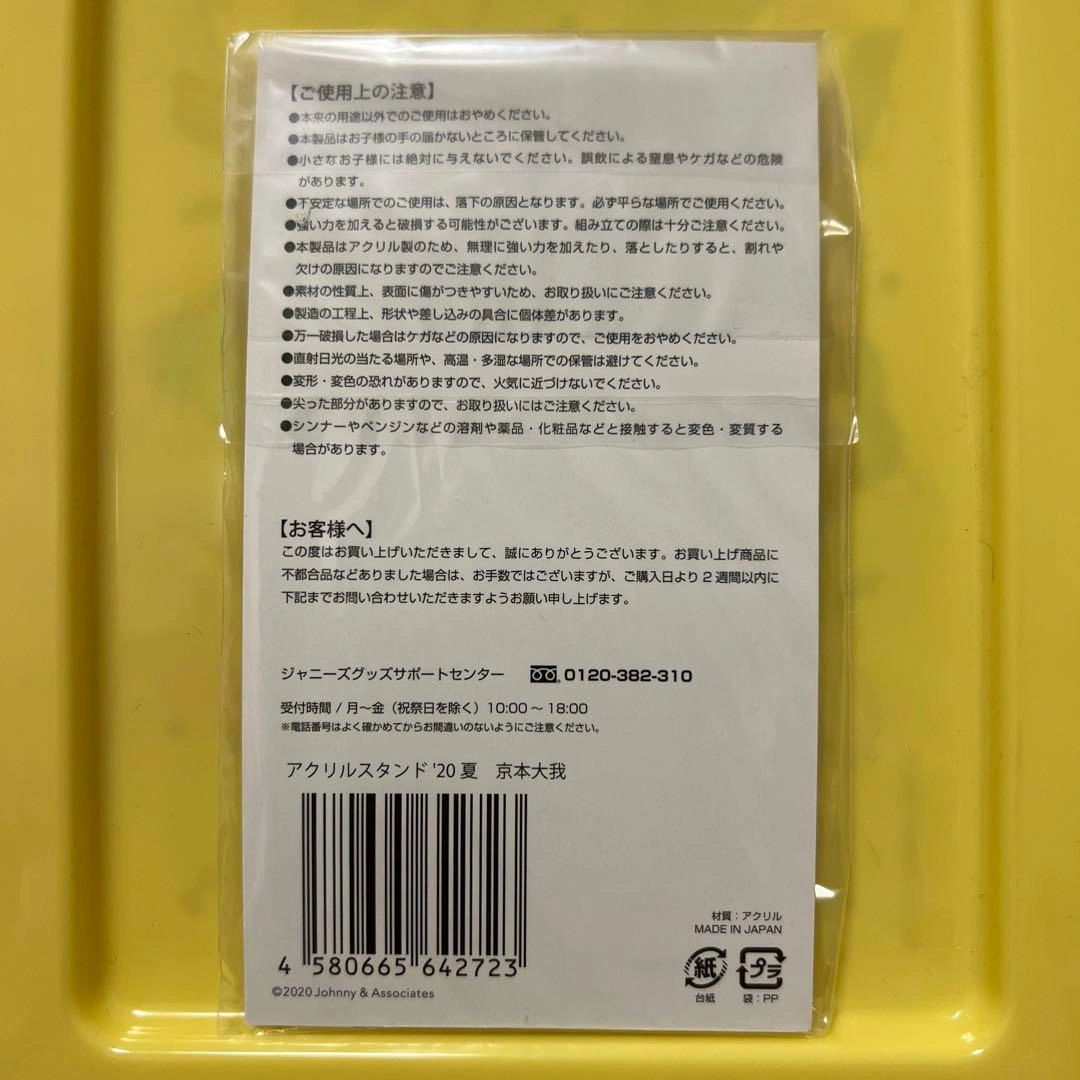 【ご使用上の注意】
●本来の用途以外でのご使用はおやめください。
●本製品はお子様の手の届かないところに保管してください。
●小さなお子様には絶対に与えないでください。誤飲による窒息やケガなどの危険
があります。
●不安定な場所でのご使用は、落下の原因となります。必ず平らな場所でご使用ください。
●強い力を加えると破損する可能性がございます。組み立ての際は十分ご注意ください。
●本製品はアクリル製のため、無理に強い力を加えたり、落としたりすると、割れや
欠けの原因になりますのでご注意ください。
●素材の性質上、表面に傷がつきやすいため、お取り扱いにご注意ください。
●製造の工程上、形状や差し込みの具合に個体差があります。
●万一破損した場合はケガなどの原因になりますので、ご使用をおやめください。
●直射日光の当たる場所や、高温・多湿な場所での保管は避けてください。
●変形・変色の恐れがありますので、火気に近づけないでください。
●尖った部分がありますので、お取り扱いにはご注意ください。
●シンナーやベンジンなどの溶剤や薬品・化粧品などと接触すると変色・変質する
場合があります。
【お客様へ】
この度はお買い上げいただきまして、誠にありがとうございます。お買い上げ商品に
不都合品などありました場合は、お手数ではございますが、ご購入日より2週間以内に
下記までお問い合わせいただきますようお願い申し上げます。
ジャニーズグッズサポートセンター 0120-382-310
受付時間 / 月〜金（祝祭日を除く）10:00 〜 18:00
※電話番号はよく確かめてからお間違いのないようにご注意ください。
アクリルスタンド '20 夏 京本大我
4 580665 642723
©2020 Johnny & Associates
材質：アクリル
MADE IN JAPAN
紙 プラ
台紙 袋：PP